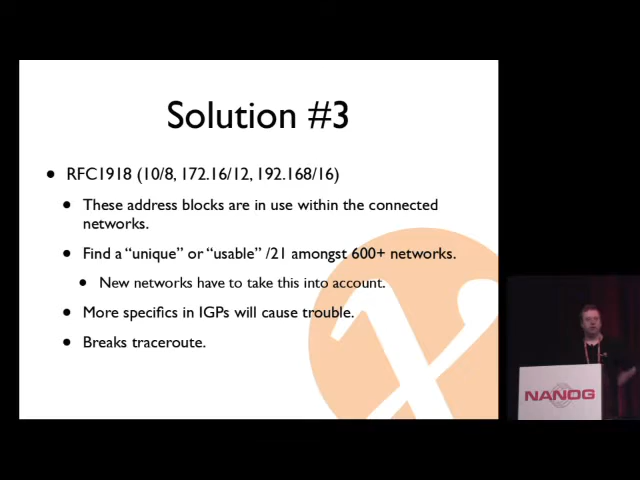 Solution #3
• RFC1918 (10/8, 172.16/12, 192.168/16)
• These address blocks are in use within the connected
networks.
• Find a “unique” or “usable” /21 amongst 600+ networks.
• New networks have to take this into account.
• More specifics in IGPs will cause trouble.
• Breaks traceroute.
NANOG